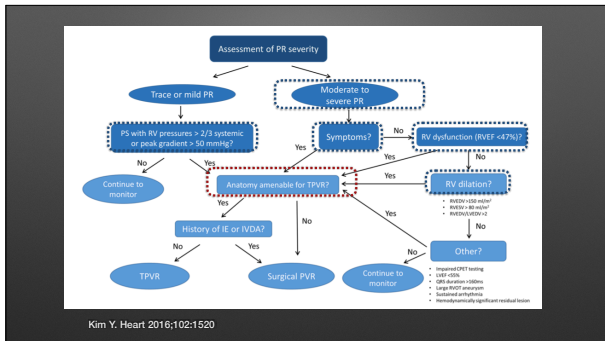 Assessment of PR severity
Trace or mild PR
Moderate to
severe PR
PS with RV pressures > 2/3 systemic
or peak gradient > 50 mmHg?
Symptoms?
No
RV dysfunction (RVEF <47%)?
Yes
No
Yes
Yes
No
Continue to
monitor
Anatomy amenable for TPVR?
Yes
RV dilation?
• RVEDV >150 ml/m²
• RVESV > 80 ml/m²
• RVEDV/LVEDV >2
Yes
Yes
No
History of IE or IVDA?
No
Other?
No
Yes
No
TPVR
Surgical PVR
Continue to
monitor
• Impaired CPET testing
• LVEF <55%
• QRS duration >160ms
• Large RVOT aneurysm
• Sustained arrhythmia
• Hemodynamically significant residual lesion
Kim Y. Heart 2016;102:1520